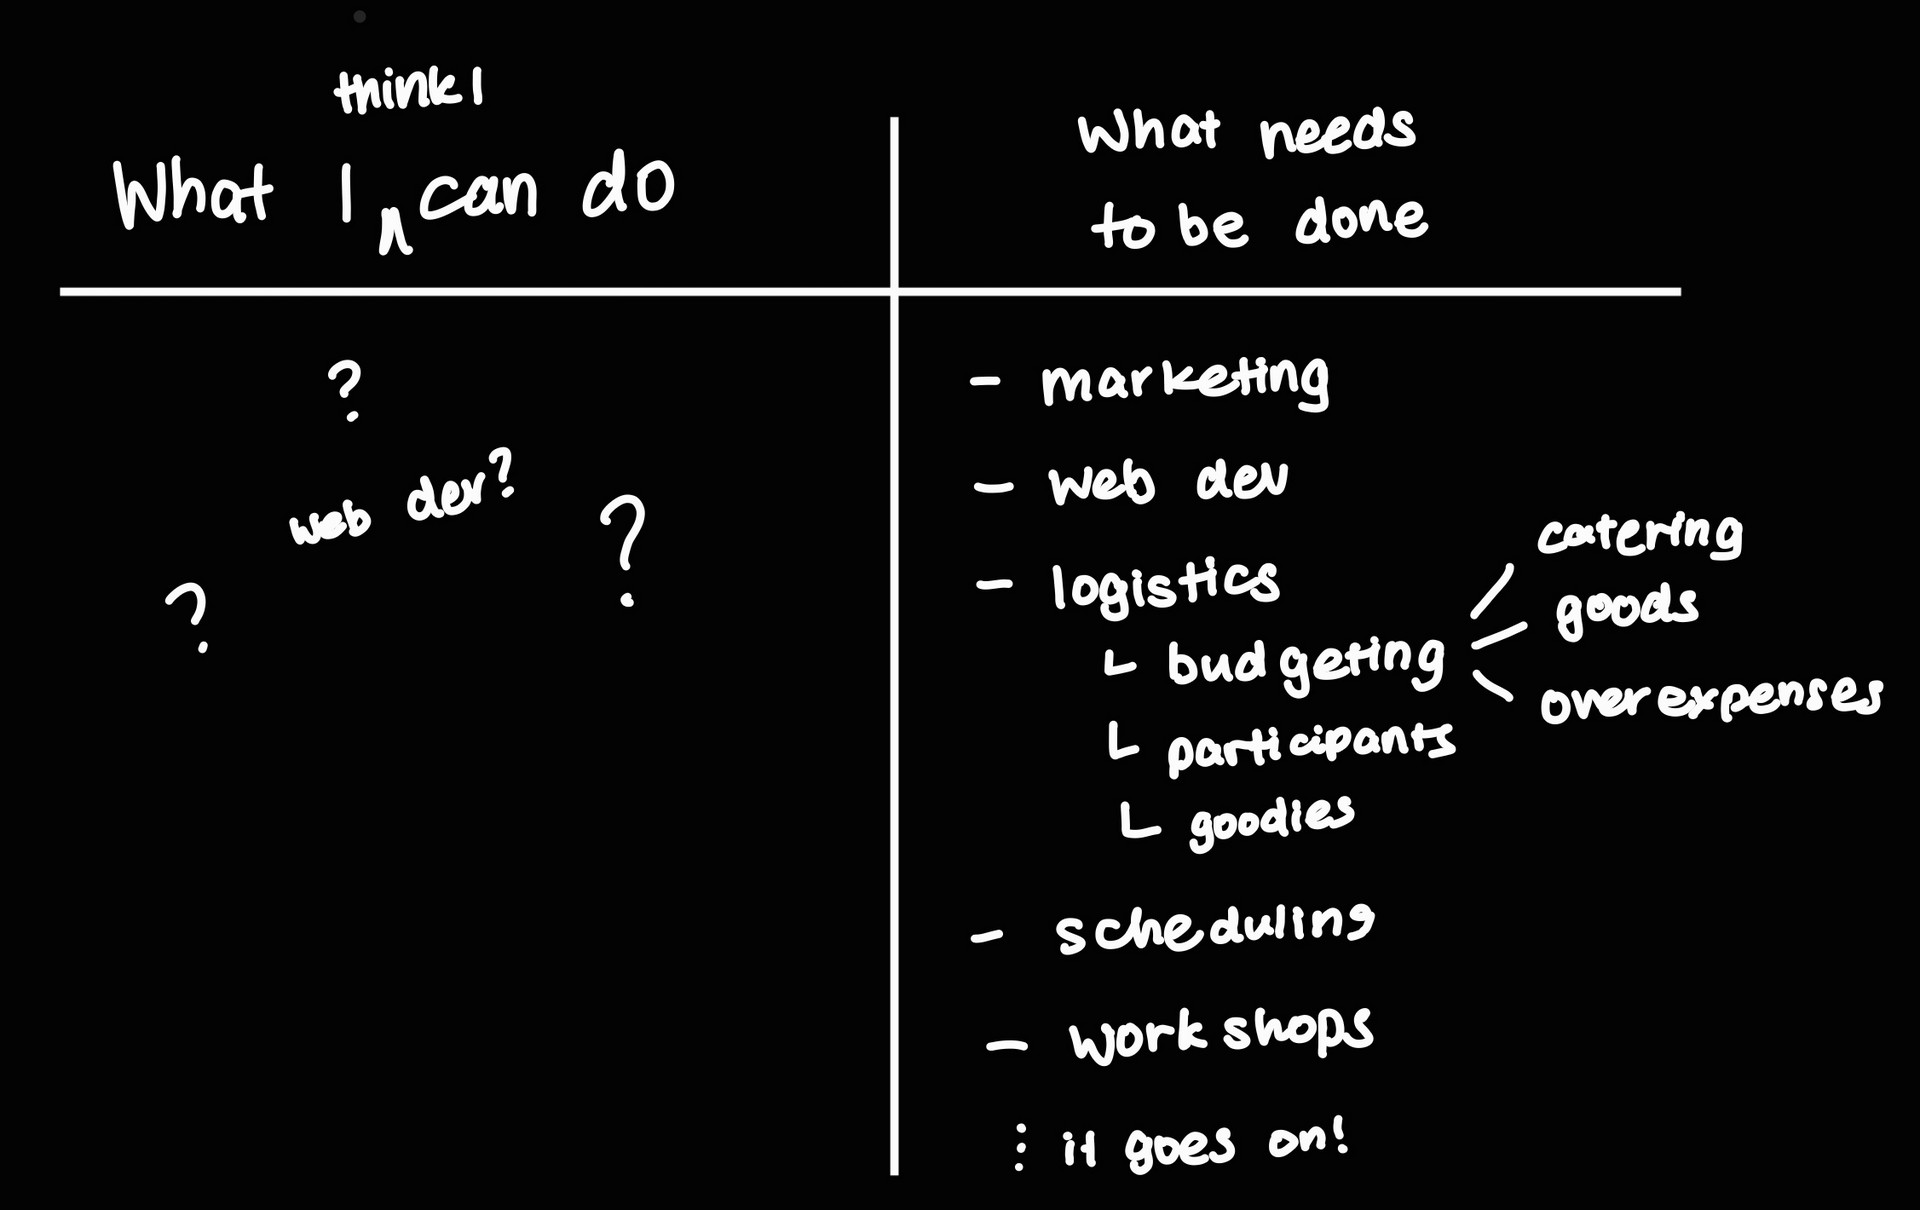 think I
What I ʌ can do
What needs
to be done
?
web dev?
?
?
- marketing
- web dev
- logistics
catering
goods
└ budgeting
overexpenses
└ participants
└ goodies
- scheduling
- workshops
⋮ it goes on!